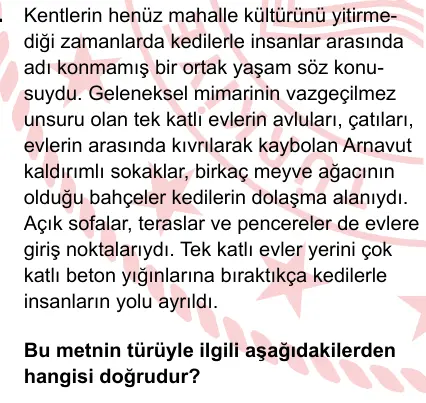 Kentlerin henüz mahalle kültürünü yitirme-
diği zamanlarda kedilerle insanlar arasında
adı konmamış bir ortak yaşam söz konu-
suydu. Geleneksel mimarinin vazgeçilmez
unsuru olan tek katlı evlerin avluları, çatıları,
evlerin arasında kıvrılarak kaybolan Arnavut
kaldırımlı sokaklar, birkaç meyve ağacının
olduğu bahçeler kedilerin dolaşma alanıydı.
Açık sofalar, teraslar ve pencereler de evlere
giriş noktalarıydı. Tek katlı evler yerini çok
katlı beton yığınlarına bıraktıkça kedilerle
insanların yolu ayrıldı.
Bu metnin türüyle ilgili aşağıdakilerden
hangisi doğrudur?